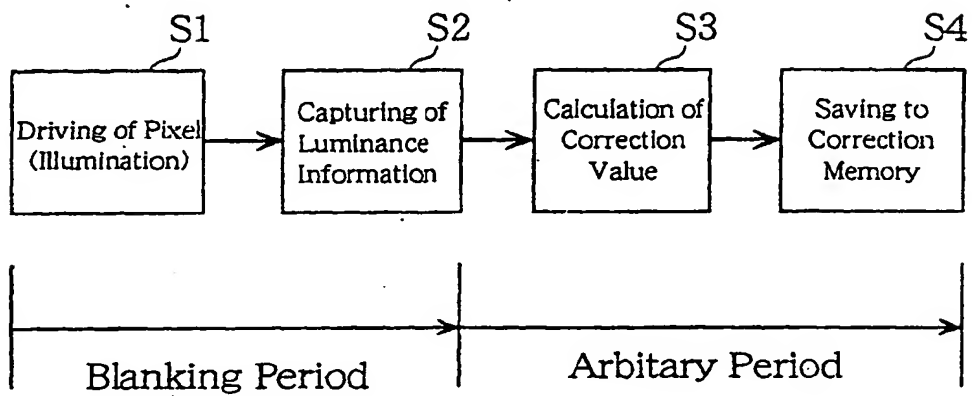 S1
S2
S3
S4
Driving of Pixel
(Illumination)
Capturing of
Luminance
Information
Calculation of
Correction
Value
Saving to
Correction
Memory
Blanking Period
Arbitary Period